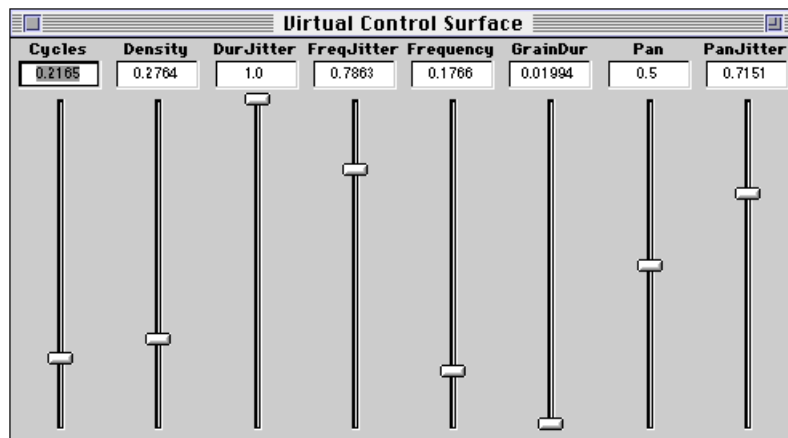 Virtual Control Surface
Cycles Density DurJitter FreqJitter Frequency GrainDur Pan PanJitter
0.2165 0.2764 1.0 0.7863 0.1766 0.01994 0.5 0.7151